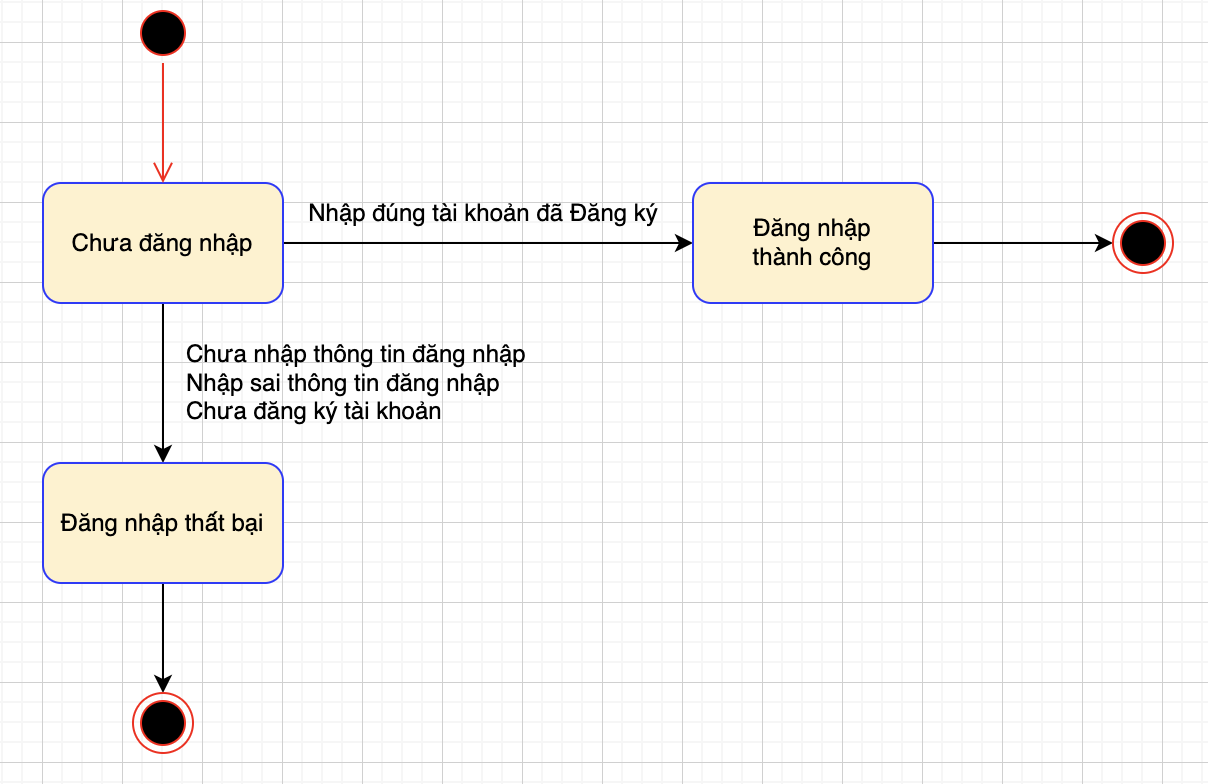 Chưa đăng nhập
Nhập đúng tài khoản đã Đăng ký
Đăng nhập
thành công
Chưa nhập thông tin đăng nhập
Nhập sai thông tin đăng nhập
Chưa đăng ký tài khoản
Đăng nhập thất bại